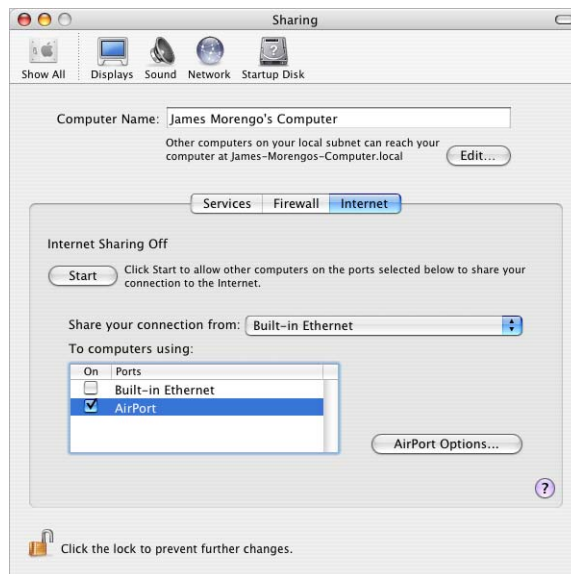 Sharing
Show All Displays Sound Network Startup Disk
Computer Name: James Morengo's Computer
Other computers on your local subnet can reach your
computer at James-Morengos-Computer.local
Edit...
Services Firewall Internet
Internet Sharing Off
Start
Click Start to allow other computers on the ports selected below to share your
connection to the Internet.
Share your connection from: Built-in Ethernet
To computers using:
On Ports
Built-in Ethernet
AirPort
AirPort Options...
?
Click the lock to prevent further changes.